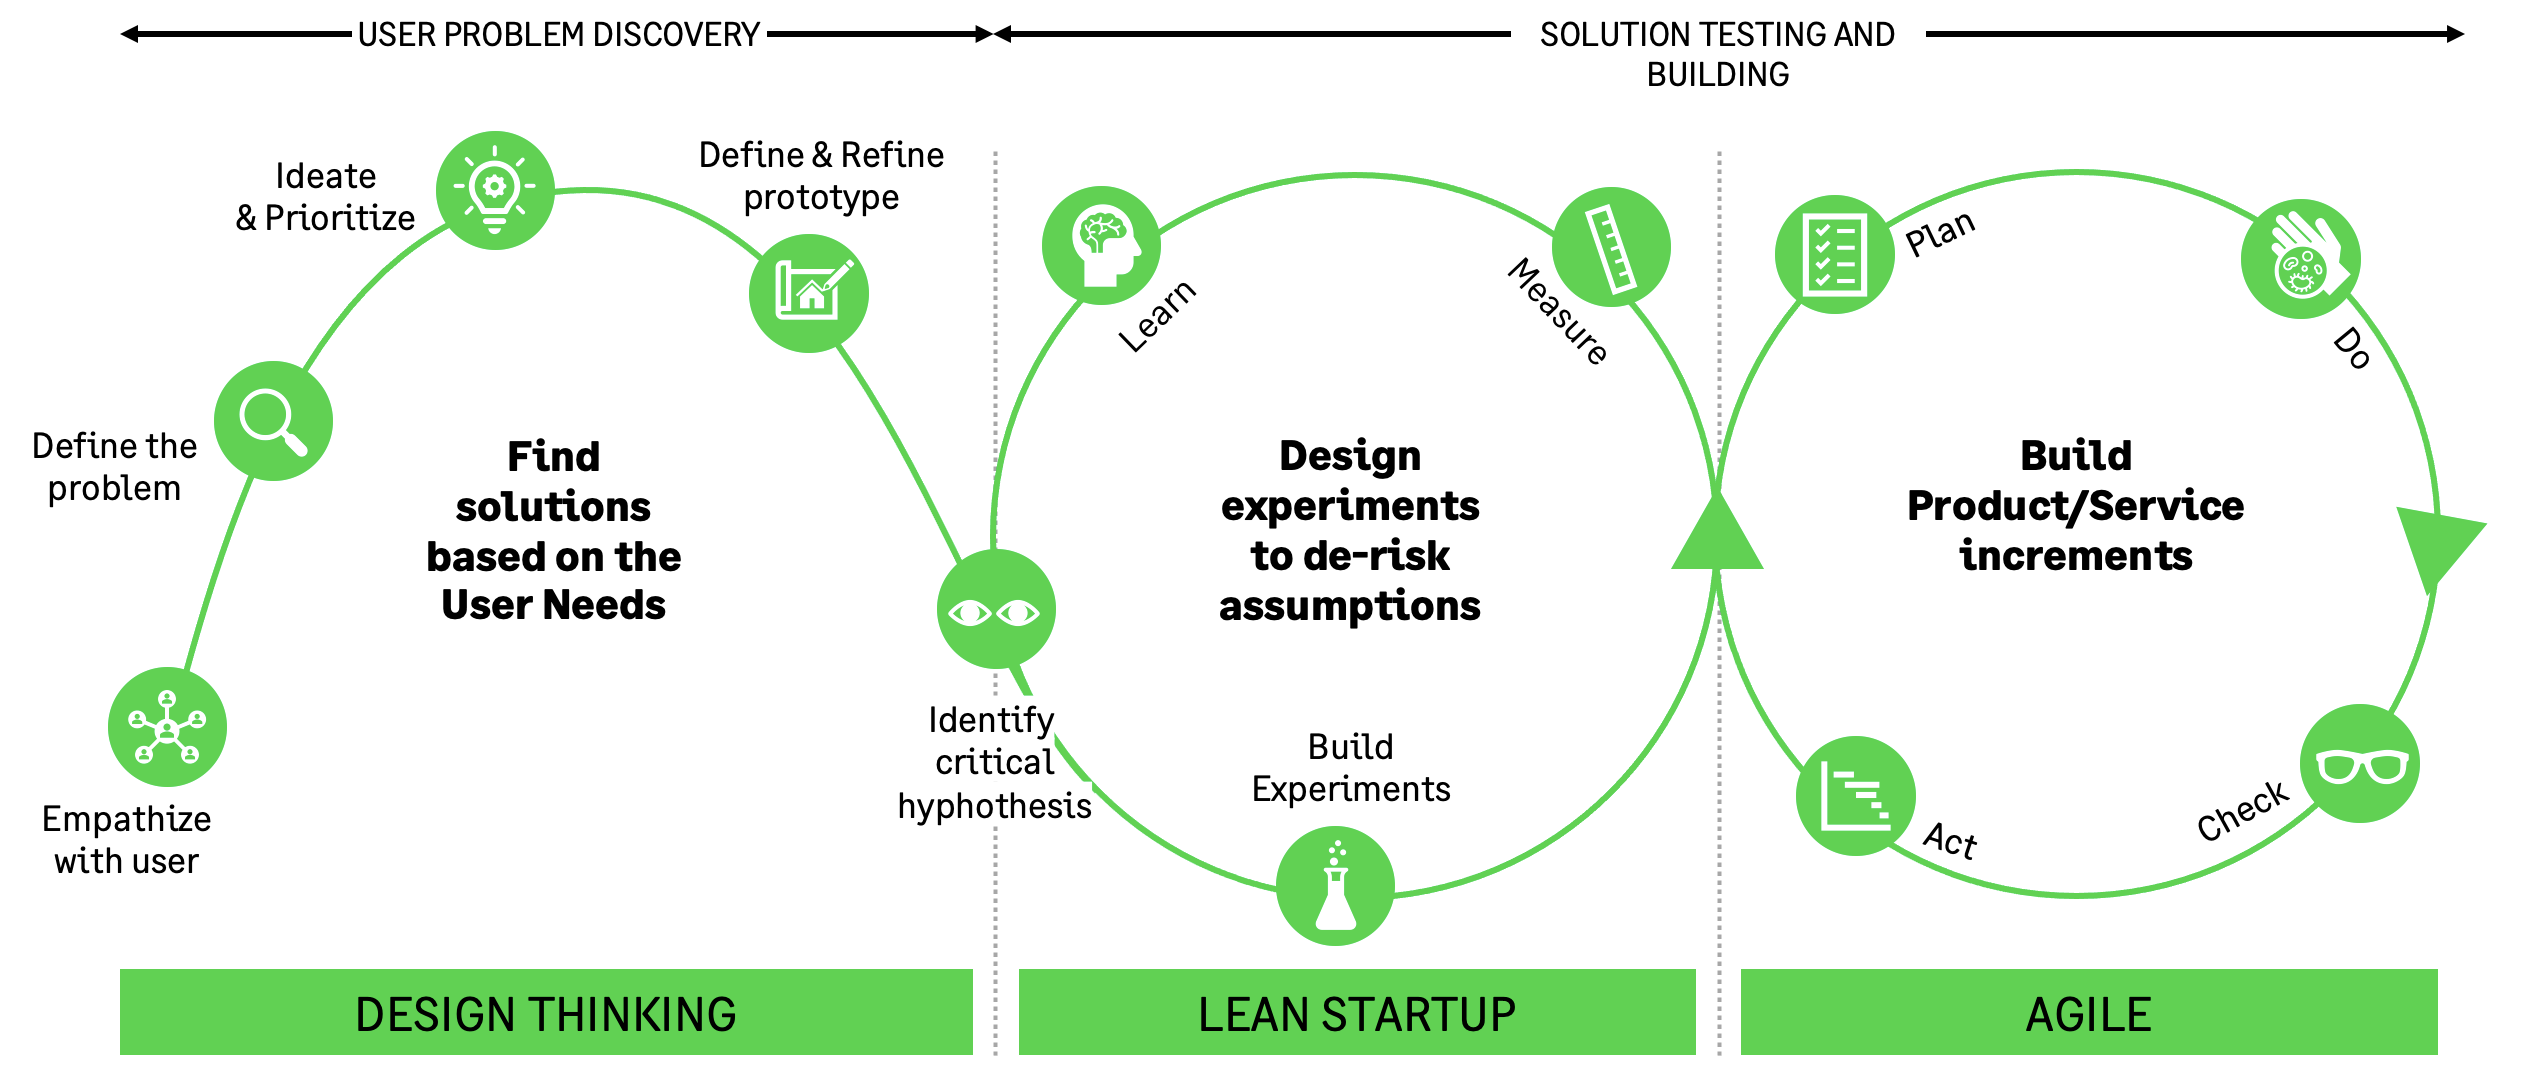 USER PROBLEM DISCOVERY
SOLUTION TESTING AND
BUILDING
Ideate
& Prioritize
Define & Refine
prototype
Define the
problem
Empathize
with user
Find
solutions
based on the
User Needs
Identify
critical
hyphothesis
Learn
Measure
Design
experiments
to de-risk
assumptions
Build
Experiments
Plan
Do
Build
Product/Service
increments
Check
Act
DESIGN THINKING
LEAN STARTUP
AGILE